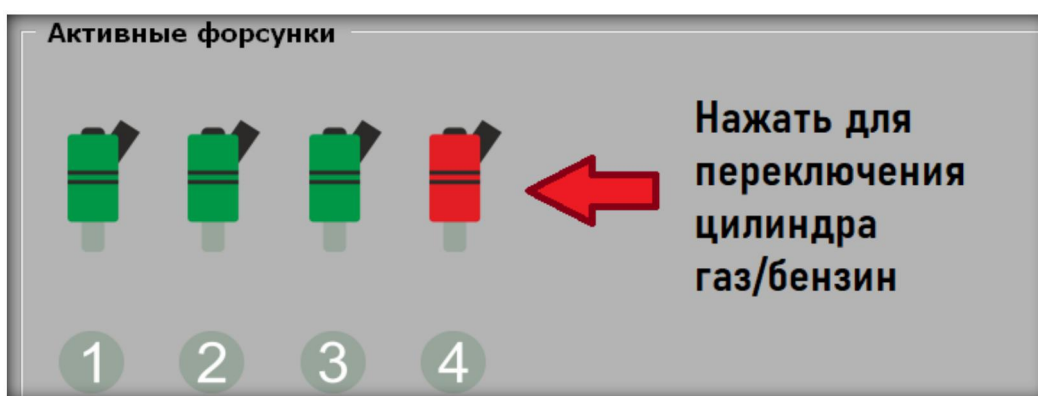 Активные форсунки
Нажать для
переключения
цилиндра
газ/бензин
1 2 3 4